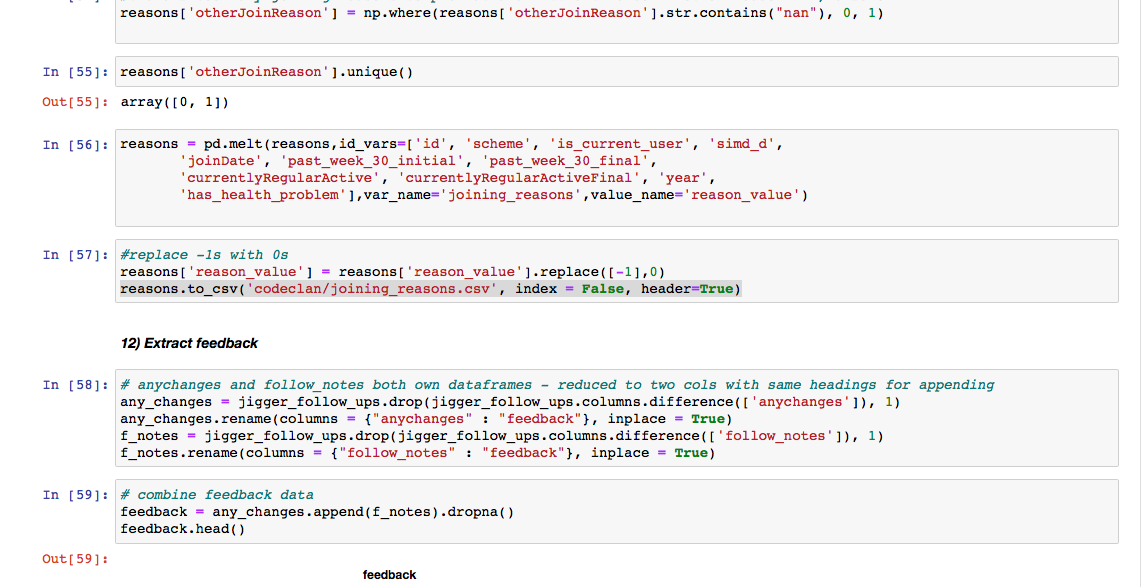 reasons['otherJoinReason'] = np.where(reasons['otherJoinReason'].str.contains("nan"), 0, 1)
In [55]: reasons['otherJoinReason'].unique()
Out[55]: array([0, 1])
In [56]: reasons = pd.melt(reasons,id_vars=['id', 'scheme', 'is_current_user', 'simd_d',
'joinDate', 'past_week_30_initial', 'past_week_30_final',
'currentlyRegularActive', 'currentlyRegularActiveFinal', 'year',
'has_health_problem'],var_name='joining_reasons',value_name='reason_value')
In [57]: #replace -1s with 0s
reasons['reason_value'] = reasons['reason_value'].replace([-1],0)
reasons.to_csv('codeclan/joining_reasons.csv', index = False, header=True)
12) Extract feedback
In [58]: # anychanges and follow_notes both own dataframes - reduced to two cols with same headings for appending
any_changes = jigger_follow_ups.drop(jigger_follow_ups.columns.difference(['anychanges']), 1)
any_changes.rename(columns = {"anychanges" : "feedback"}, inplace = True)
f_notes = jigger_follow_ups.drop(jigger_follow_ups.columns.difference(['follow_notes']), 1)
f_notes.rename(columns = {"follow_notes" : "feedback"}, inplace = True)
In [59]: # combine feedback data
feedback = any_changes.append(f_notes).dropna()
feedback.head()
Out[59]:
feedback